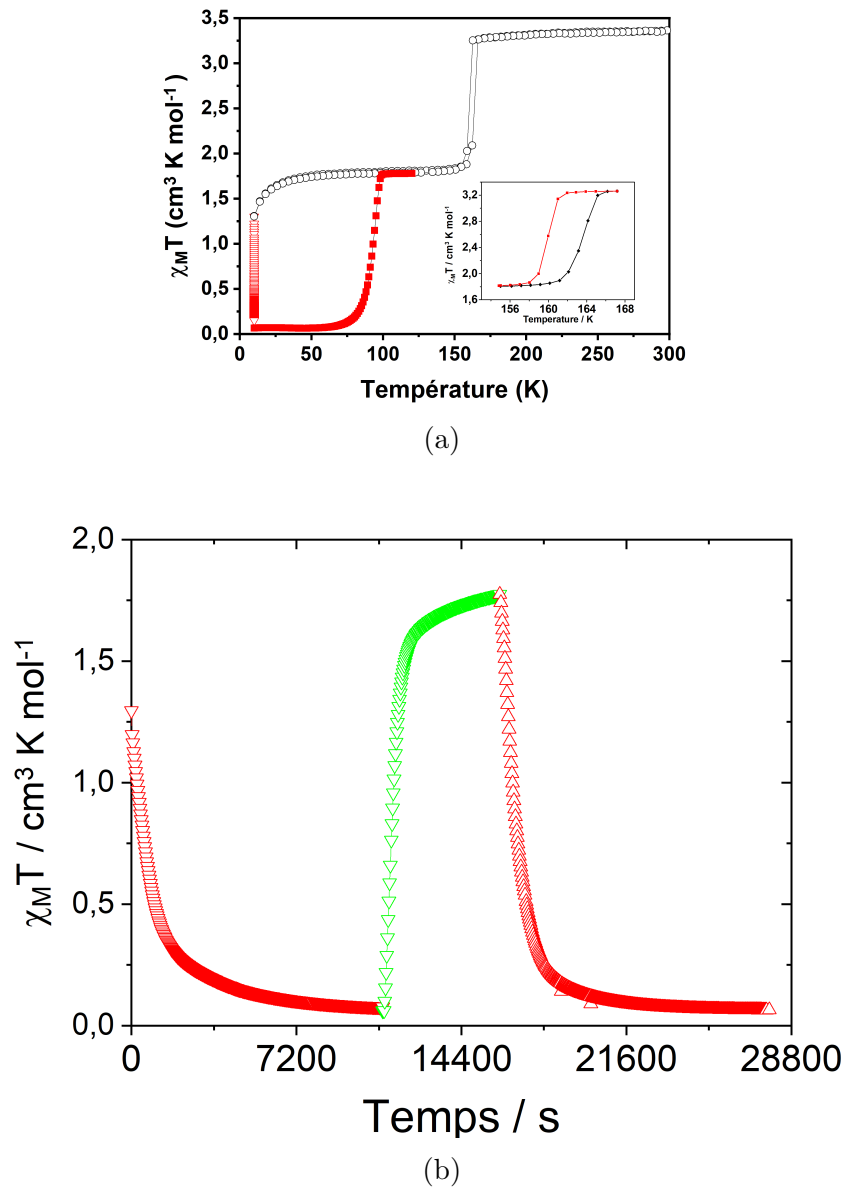 3,5
3,0
2,5
2,0
1,5
1,0
0,5
0,0
χMT (cm³ K mol⁻¹)
0 50 100 150 200 250 300
Température (K)
3,2
2,8
2,4
2,0
1,6
χMT / cm³ K mol⁻¹
156 160 164 168
Temperature / K
(a)
2,0
1,5
1,0
0,5
0,0
χMT / cm³ K mol⁻¹
0 7200 14400 21600 28800
Temps / s
(b)